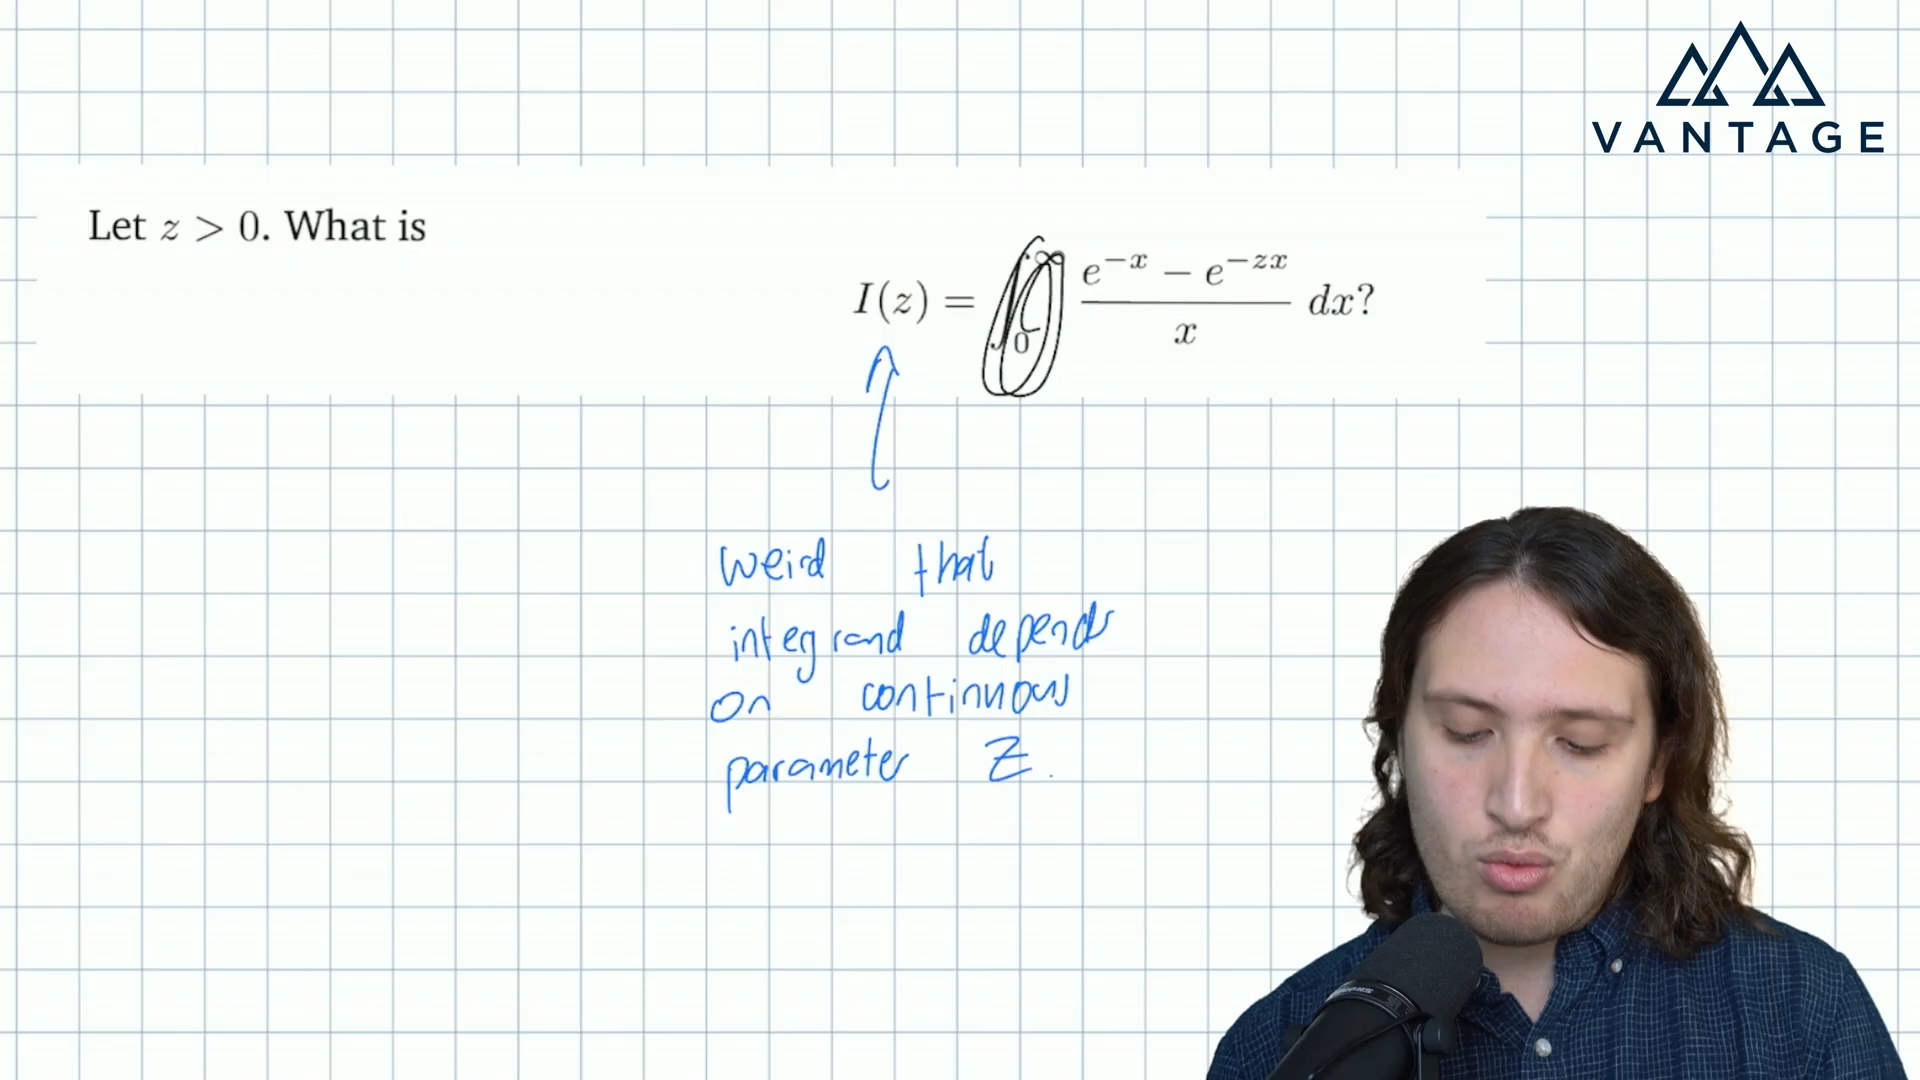 VANTAGE
Let z > 0. What is
I(z) = ∫₀^∞ (e^{−x} − e^{−zx})/x dx?
weird that
integrand depends
on continuous
parameter z.